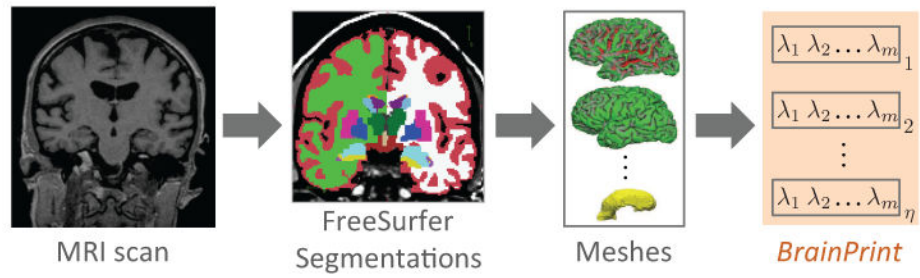 λ₁ λ₂ … λₘ 1
λ₁ λ₂ … λₘ 2
⋮
⋮
λ₁ λ₂ … λₘ η
MRI scan
FreeSurfer
Segmentations
Meshes
BrainPrint